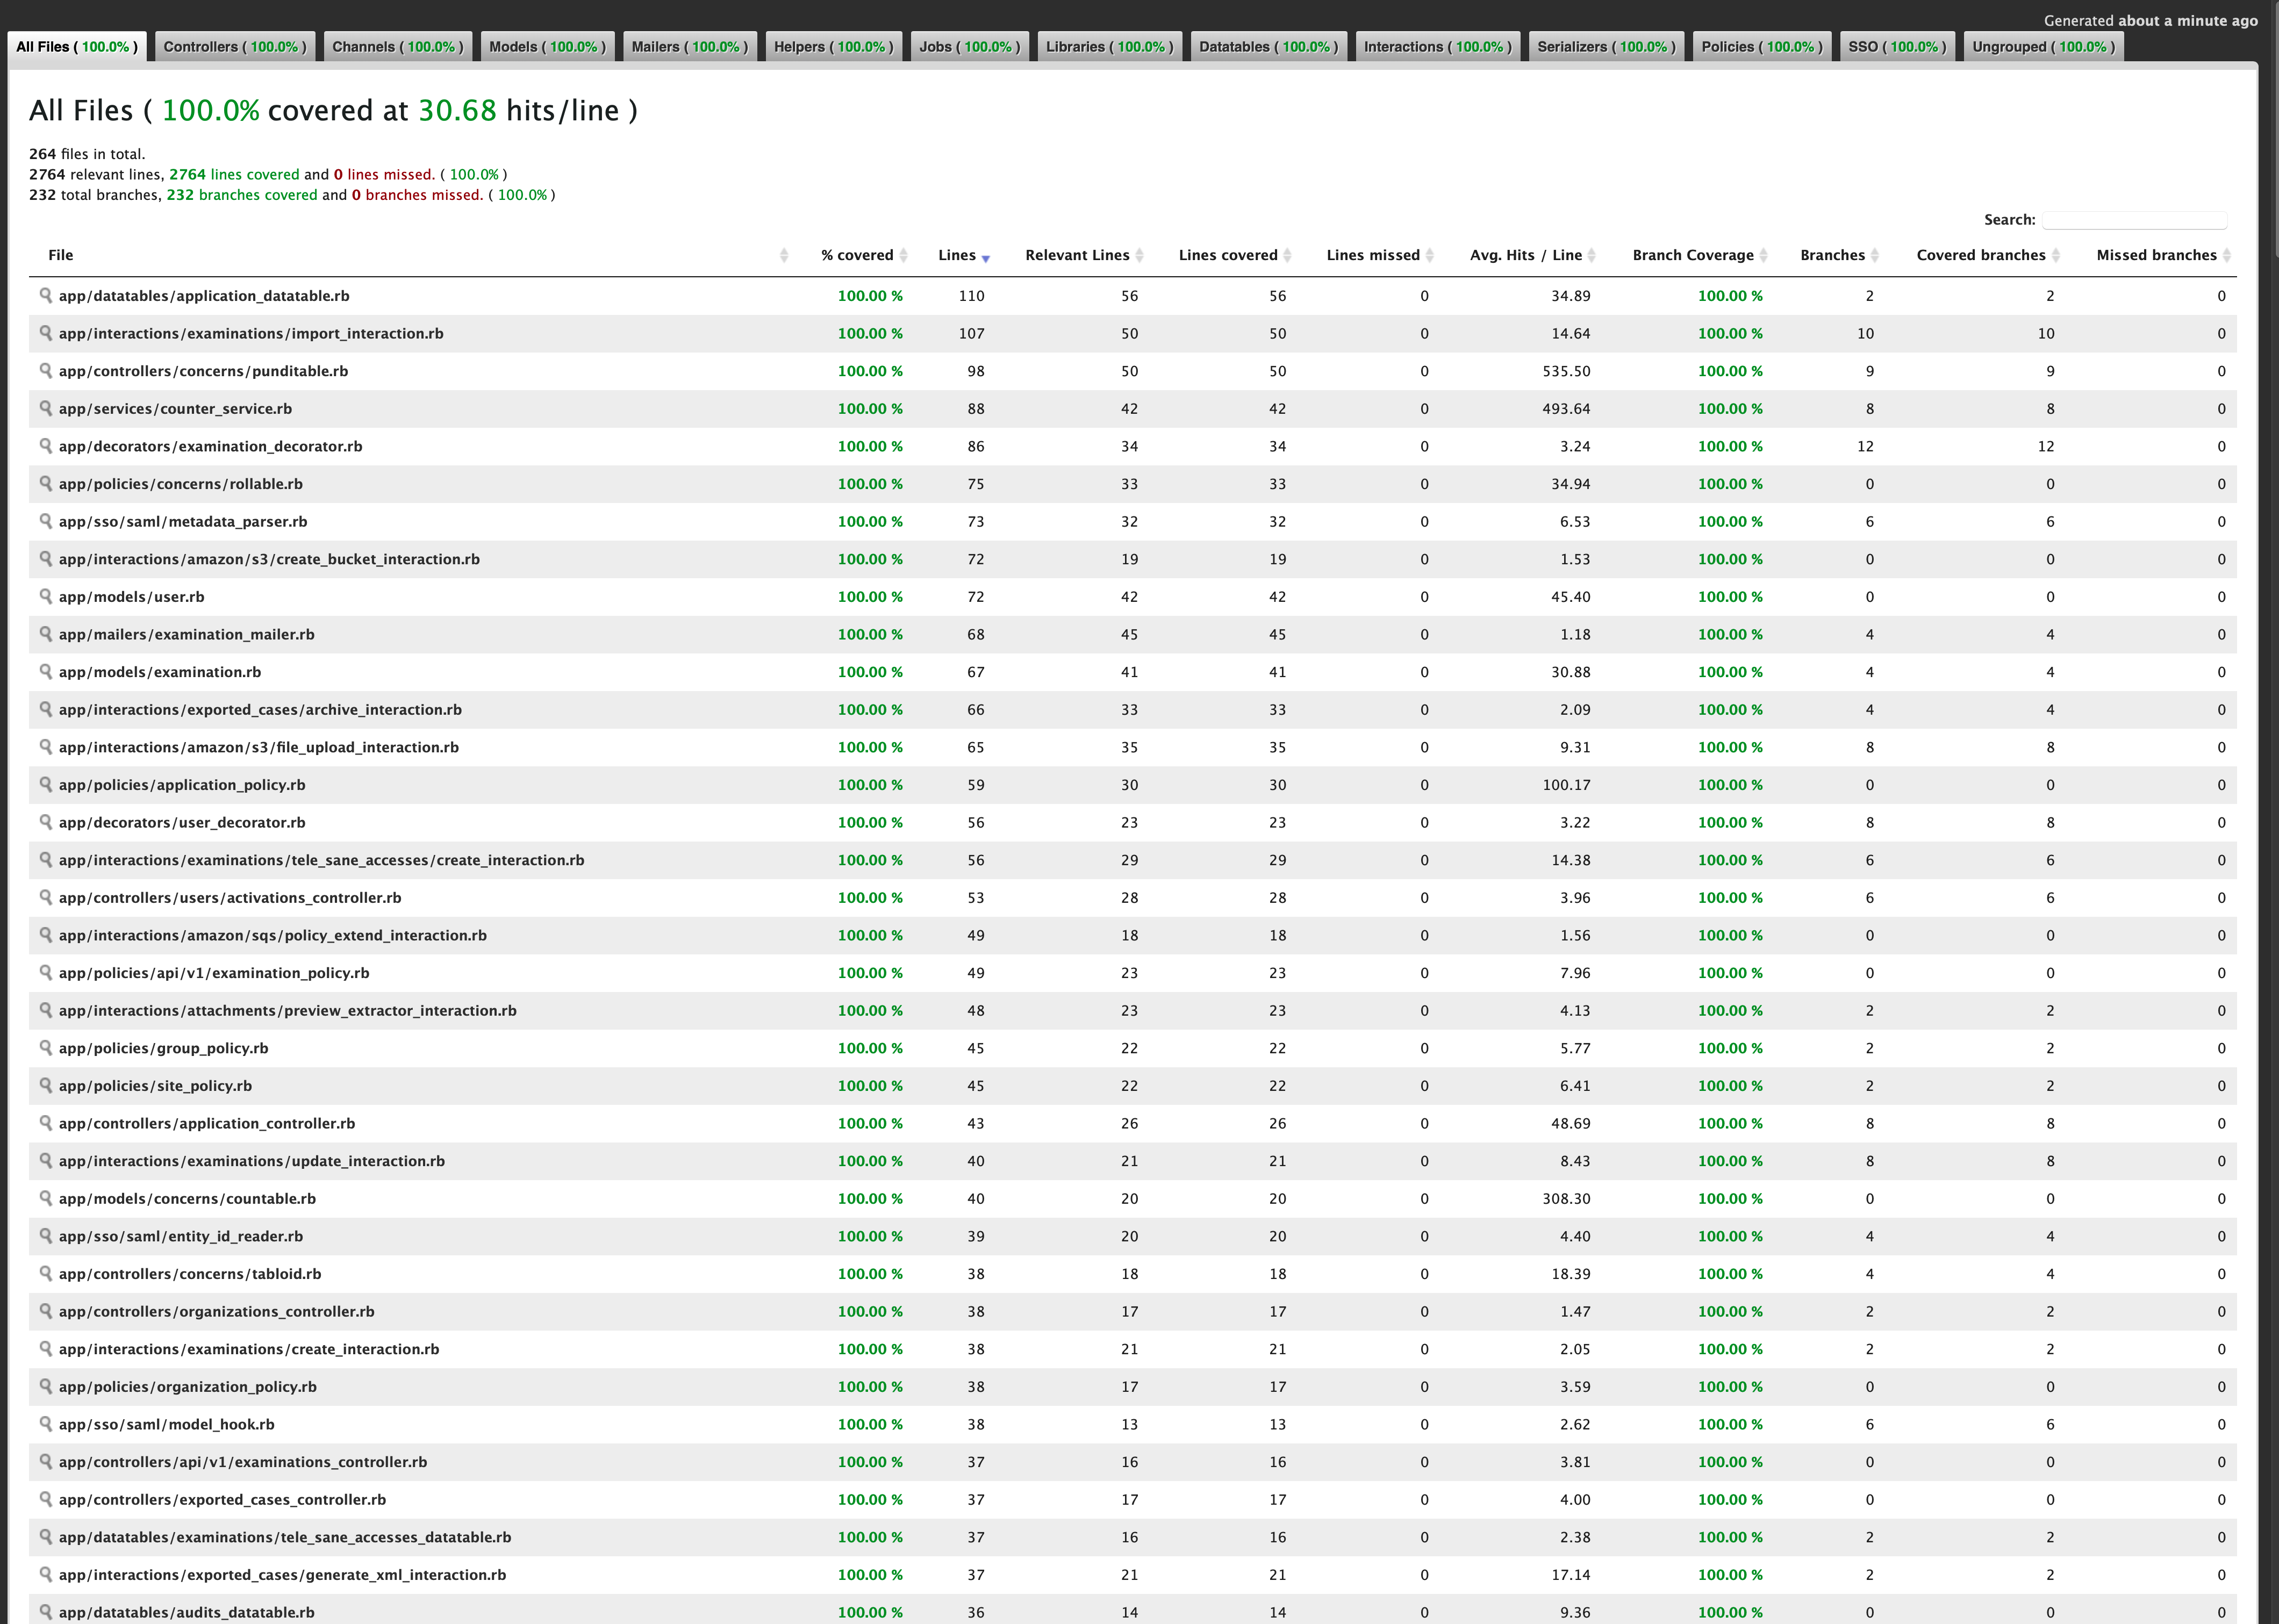 Generated about a minute ago
All Files ( 100.0% ) Controllers ( 100.0% ) Channels ( 100.0% ) Models ( 100.0% ) Mailers ( 100.0% ) Helpers ( 100.0% ) Jobs ( 100.0% ) Libraries ( 100.0% ) Datatables ( 100.0% ) Interactions ( 100.0% ) Serializers ( 100.0% ) Policies ( 100.0% ) SSO ( 100.0% ) Ungrouped ( 100.0% )
All Files ( 100.0% covered at 30.68 hits/line )
264 files in total.
2764 relevant lines, 2764 lines covered and 0 lines missed. ( 100.0% )
232 total branches, 232 branches covered and 0 branches missed. ( 100.0% )
Search:
File % covered Lines Relevant Lines Lines covered Lines missed Avg. Hits / Line Branch Coverage Branches Covered branches Missed branches
app/datatables/application_datatable.rb 100.00 % 110 56 56 0 34.89 100.00 % 2 2 0
app/interactions/examinations/import_interaction.rb 100.00 % 107 50 50 0 14.64 100.00 % 10 10 0
app/controllers/concerns/punditable.rb 100.00 % 98 50 50 0 535.50 100.00 % 9 9 0
app/services/counter_service.rb 100.00 % 88 42 42 0 493.64 100.00 % 8 8 0
app/decorators/examination_decorator.rb 100.00 % 86 34 34 0 3.24 100.00 % 12 12 0
app/policies/concerns/rollable.rb 100.00 % 75 33 33 0 34.94 100.00 % 0 0 0
app/sso/saml/metadata_parser.rb 100.00 % 73 32 32 0 6.53 100.00 % 6 6 0
app/interactions/amazon/s3/create_bucket_interaction.rb 100.00 % 72 19 19 0 1.53 100.00 % 0 0 0
app/models/user.rb 100.00 % 72 42 42 0 45.40 100.00 % 0 0 0
app/mailers/examination_mailer.rb 100.00 % 68 45 45 0 1.18 100.00 % 4 4 0
app/models/examination.rb 100.00 % 67 41 41 0 30.88 100.00 % 4 4 0
app/interactions/exported_cases/archive_interaction.rb 100.00 % 66 33 33 0 2.09 100.00 % 4 4 0
app/interactions/amazon/s3/file_upload_interaction.rb 100.00 % 65 35 35 0 9.31 100.00 % 8 8 0
app/policies/application_policy.rb 100.00 % 59 30 30 0 100.17 100.00 % 0 0 0
app/decorators/user_decorator.rb 100.00 % 56 23 23 0 3.22 100.00 % 8 8 0
app/interactions/examinations/tele_sane_accesses/create_interaction.rb 100.00 % 56 29 29 0 14.38 100.00 % 6 6 0
app/controllers/users/activations_controller.rb 100.00 % 53 28 28 0 3.96 100.00 % 6 6 0
app/interactions/amazon/sqs/policy_extend_interaction.rb 100.00 % 49 18 18 0 1.56 100.00 % 0 0 0
app/policies/api/v1/examination_policy.rb 100.00 % 49 23 23 0 7.96 100.00 % 0 0 0
app/interactions/attachments/preview_extractor_interaction.rb 100.00 % 48 23 23 0 4.13 100.00 % 2 2 0
app/policies/group_policy.rb 100.00 % 45 22 22 0 5.77 100.00 % 2 2 0
app/policies/site_policy.rb 100.00 % 45 22 22 0 6.41 100.00 % 2 2 0
app/controllers/application_controller.rb 100.00 % 43 26 26 0 48.69 100.00 % 8 8 0
app/interactions/examinations/update_interaction.rb 100.00 % 40 21 21 0 8.43 100.00 % 8 8 0
app/models/concerns/countable.rb 100.00 % 40 20 20 0 308.30 100.00 % 0 0 0
app/sso/saml/entity_id_reader.rb 100.00 % 39 20 20 0 4.40 100.00 % 4 4 0
app/controllers/concerns/tabloid.rb 100.00 % 38 18 18 0 18.39 100.00 % 4 4 0
app/controllers/organizations_controller.rb 100.00 % 38 17 17 0 1.47 100.00 % 2 2 0
app/interactions/examinations/create_interaction.rb 100.00 % 38 21 21 0 2.05 100.00 % 2 2 0
app/policies/organization_policy.rb 100.00 % 38 17 17 0 3.59 100.00 % 0 0 0
app/sso/saml/model_hook.rb 100.00 % 38 13 13 0 2.62 100.00 % 6 6 0
app/controllers/api/v1/examinations_controller.rb 100.00 % 37 16 16 0 3.81 100.00 % 0 0 0
app/controllers/exported_cases_controller.rb 100.00 % 37 17 17 0 4.00 100.00 % 0 0 0
app/datatables/examinations/tele_sane_accesses_datatable.rb 100.00 % 37 16 16 0 2.38 100.00 % 2 2 0
app/interactions/exported_cases/generate_xml_interaction.rb 100.00 % 37 21 21 0 17.14 100.00 % 2 2 0
app/datatables/audits_datatable.rb 100.00 % 36 14 14 0 9.36 100.00 % 0 0 0